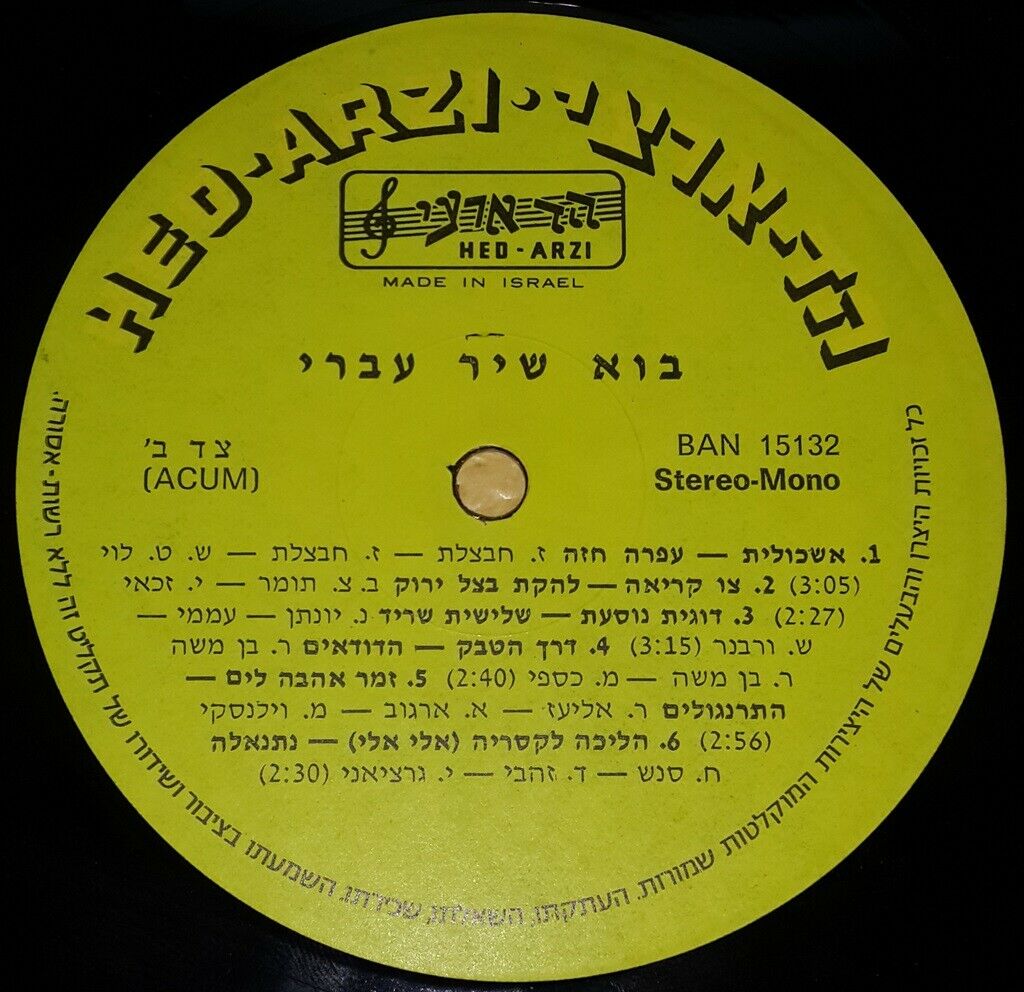 HED-ARZI · הד-ארצי
הד ארצי
HED-ARZI
MADE IN ISRAEL
בוא שיר עברי
צד ב'
(ACUM)
BAN 15132
Stereo-Mono
1. אשכולית — עפרה חזה ז. חבצלת — ז. חבצלת — ש. ט. לוי
(3:05) 2. צו קריאה — להקת בצל ירוק ב. צ. תומר — י. זכאי
(2:27) 3. דוגית נוסעת — שלישית שריד נ. יונתן — עממי —
ש. ורבנר (3:15) 4. דרך הטבק — הדודאים ר. בן משה
ר. בן משה — מ. כספי (2:40) 5. זמר אהבה לים —
התרנגולים ר. אליעז — א. ארגוב — מ. וילנסקי
(2:56) 6. הליכה לקסריה (אלי אלי) — נתנאלה
ח. סנש — ד. זהבי — י. גרציאני (2:30)
כל זכויות היצרן והבעלים של היצירות המוקלטות שמורות. העתקתו, השאלתו, שכירתו, השמעתו בציבור ושידורו של תקליט זה ללא רשות-אסורה.